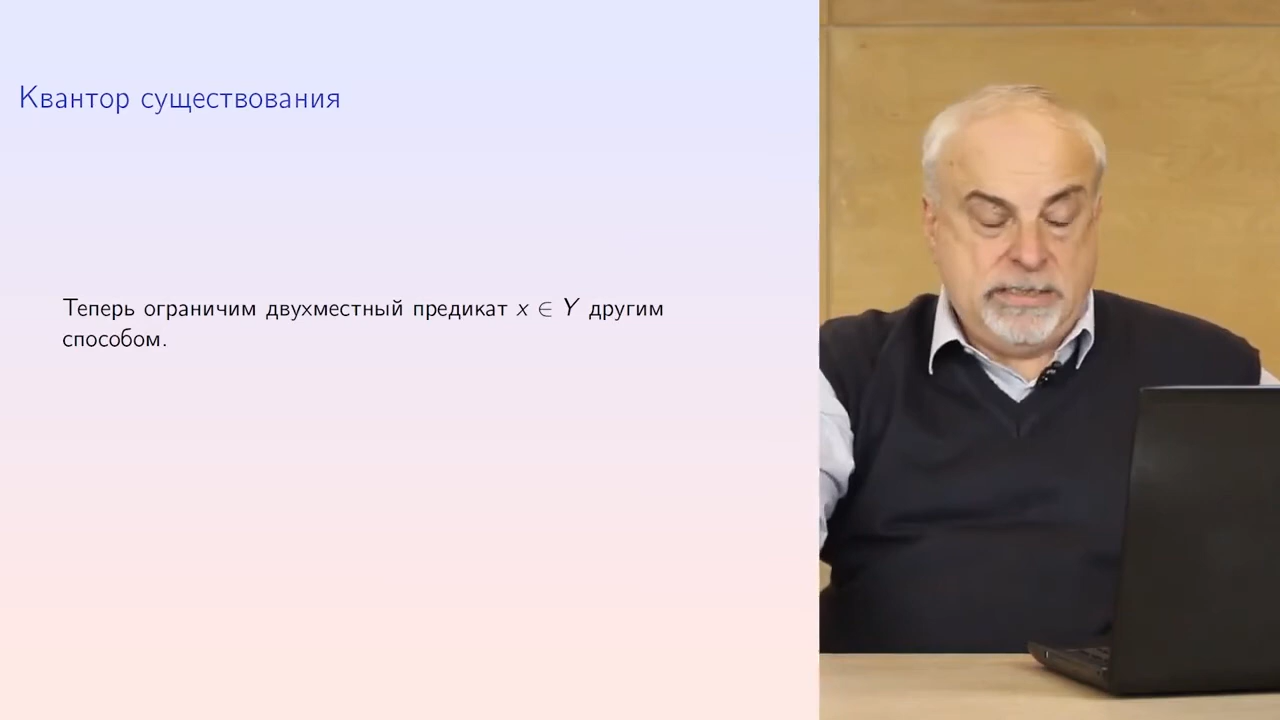 Квантор существования
Теперь ограничим двухместный предикат x ∈ Y другим
способом.